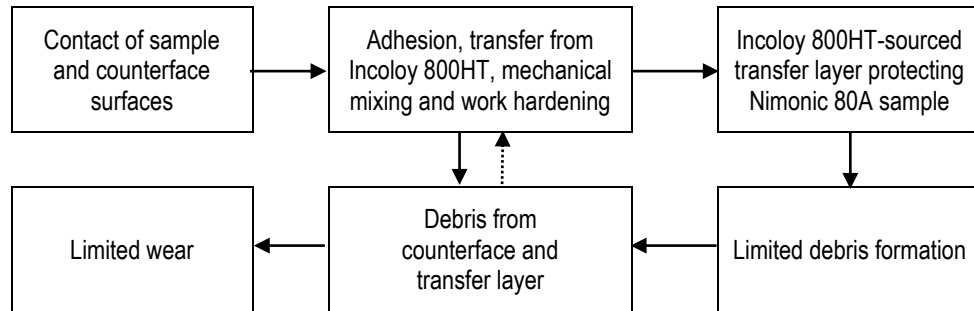 Contact of sample
and counterface
surfaces
Adhesion, transfer from
Incoloy 800HT, mechanical
mixing and work hardening
Incoloy 800HT-sourced
transfer layer protecting
Nimonic 80A sample
Limited wear
Debris from
counterface and
transfer layer
Limited debris formation